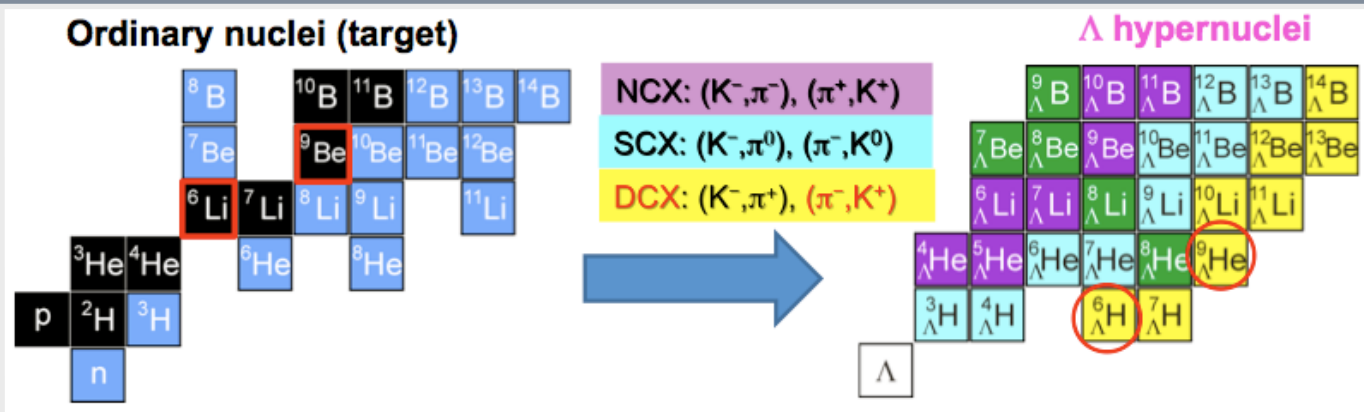 Ordinary nuclei (target)
Λ hypernuclei
⁸B ¹⁰B ¹¹B ¹²B ¹³B ¹⁴B
⁷Be ⁹Be ¹⁰Be ¹¹Be ¹²Be
⁶Li ⁷Li ⁸Li ⁹Li ¹¹Li
³He ⁴He ⁶He ⁸He
p ²H ³H
n
NCX: (K⁻,π⁻), (π⁺,K⁺)
SCX: (K⁻,π⁰), (π⁻,K⁰)
DCX: (K⁻,π⁺), (π⁻,K⁺)
⁹ΛB ¹⁰ΛB ¹¹ΛB ¹²ΛB ¹³ΛB ¹⁴ΛB
⁷ΛBe ⁸ΛBe ⁹ΛBe ¹⁰ΛBe ¹¹ΛBe ¹²ΛBe ¹³ΛBe
⁶ΛLi ⁷ΛLi ⁸ΛLi ⁹ΛLi ¹⁰ΛLi ¹¹ΛLi
⁴ΛHe ⁵ΛHe ⁶ΛHe ⁷ΛHe ⁸ΛHe ⁹ΛHe
³ΛH ⁴ΛH ⁶ΛH ⁷ΛH
Λ